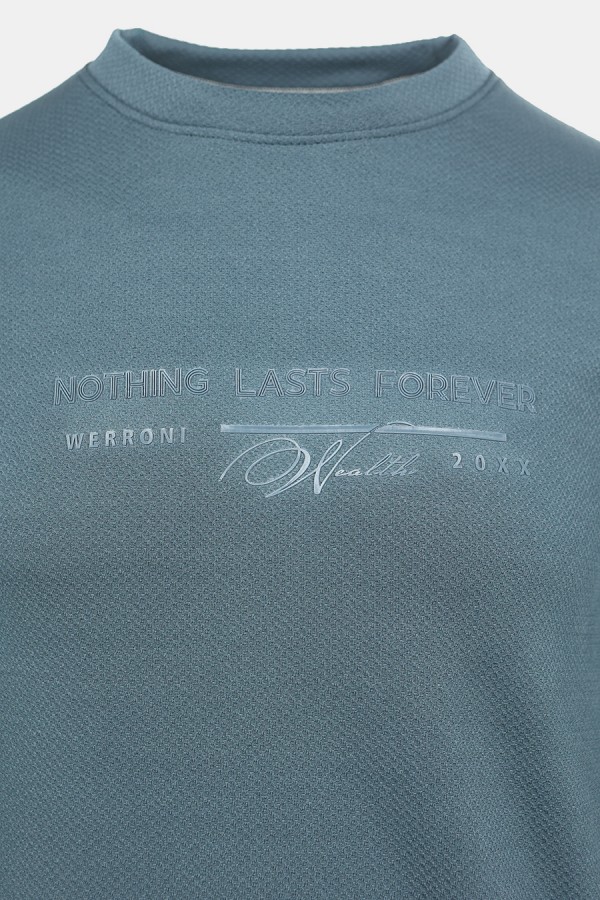 NOTHING LASTS FOREVER
WERRONI
Wealth
20XX